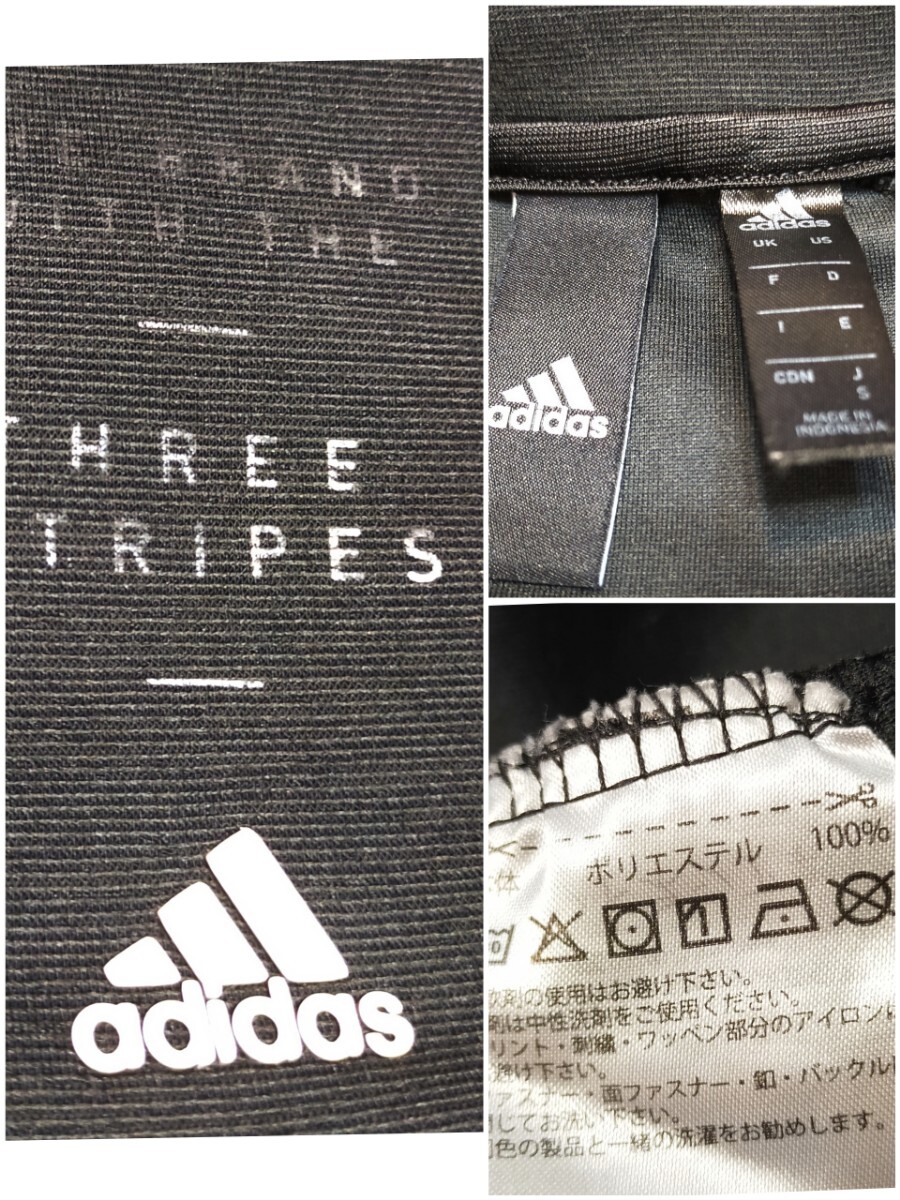 BRAND
WITH THE
THREE
TRIPES
adidas
adidas
adidas
UK US
F D
I E
CDN J
S
MADE IN
INDONESIA
体
ポリエステル 100%
剤の使用はお避け下さい。
剤は中性洗剤をご使用ください。
リント・刺繍・ワッペン部分のアイロンは
避け下さい。
ファスナー・面ファスナー・釦・バックル
してお洗い下さい。
同色の製品と一緒の洗濯をお勧めします。